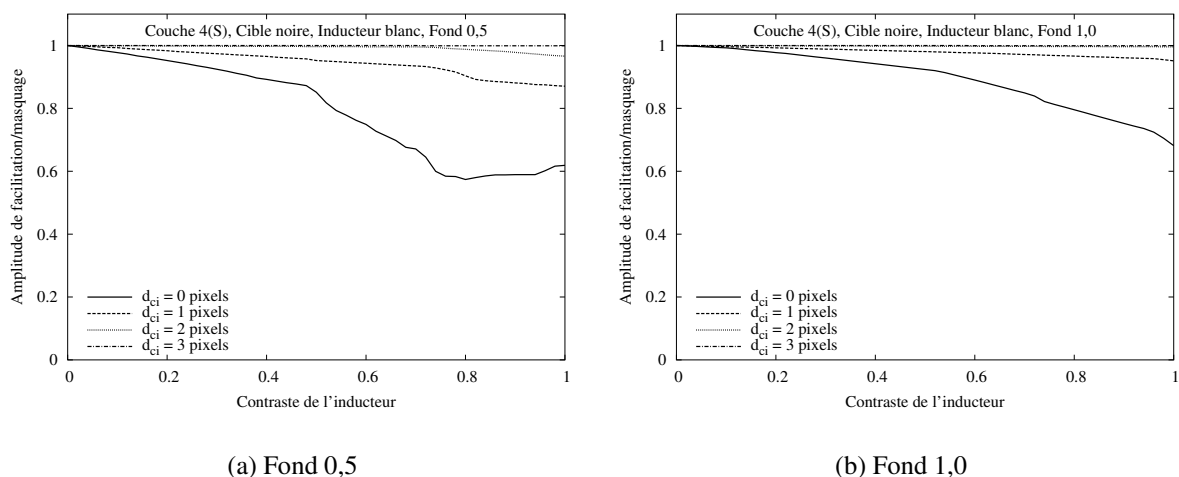 Couche 4(S), Cible noire, Inducteur blanc, Fond 0,5
Amplitude de facilitation/masquage
1
0.8
0.6
0.4
0.2
0
d_ci = 0 pixels
d_ci = 1 pixels
d_ci = 2 pixels
d_ci = 3 pixels
0 0.2 0.4 0.6 0.8 1
Contraste de l'inducteur
(a) Fond 0,5
Couche 4(S), Cible noire, Inducteur blanc, Fond 1,0
Amplitude de facilitation/masquage
1
0.8
0.6
0.4
0.2
0
d_ci = 0 pixels
d_ci = 1 pixels
d_ci = 2 pixels
d_ci = 3 pixels
0 0.2 0.4 0.6 0.8 1
Contraste de l'inducteur
(b) Fond 1,0